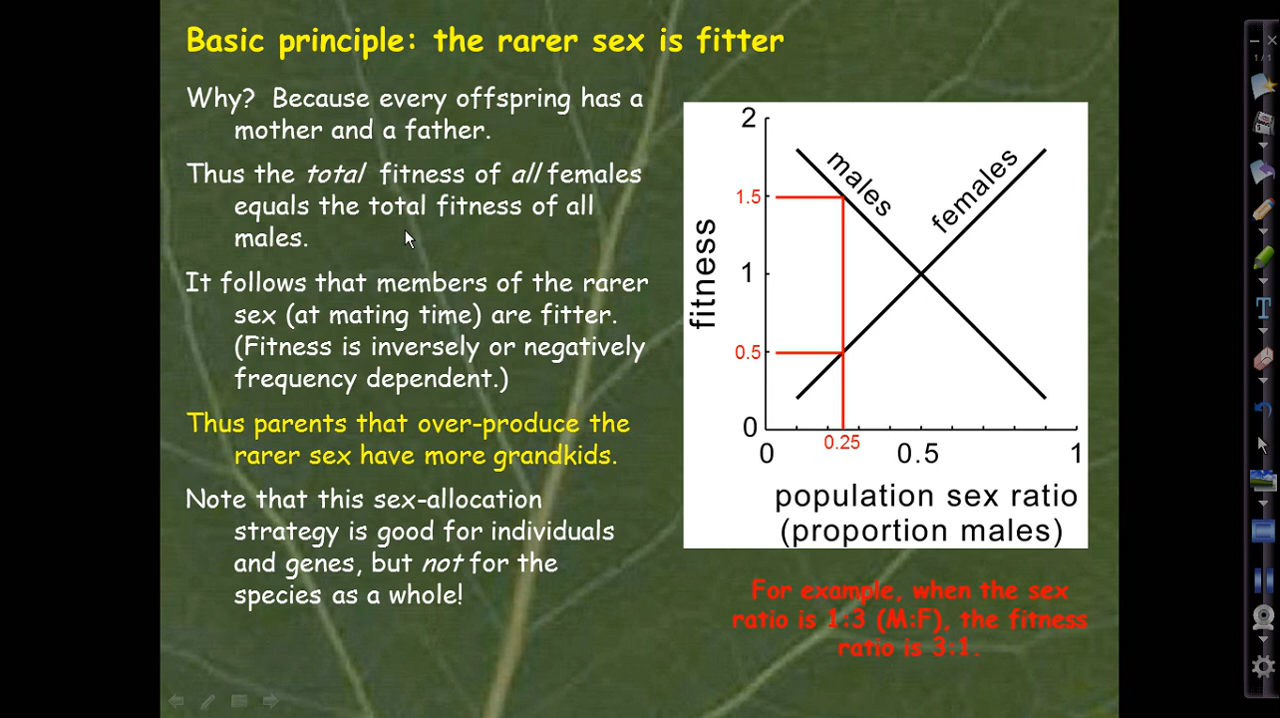 Basic principle: the rarer sex is fitter
Why? Because every offspring has a
mother and a father.
Thus the total fitness of all females
equals the total fitness of all
males.
It follows that members of the rarer
sex (at mating time) are fitter.
(Fitness is inversely or negatively
frequency dependent.)
Thus parents that over-produce the
rarer sex have more grandkids.
Note that this sex-allocation
strategy is good for individuals
and genes, but not for the
species as a whole!
2
males
females
1.5
fitness
1
0.5
0
0.25
0
0.5
1
population sex ratio
(proportion males)
For example, when the sex
ratio is 1:3 (M:F), the fitness
ratio is 3:1.
1/1
T